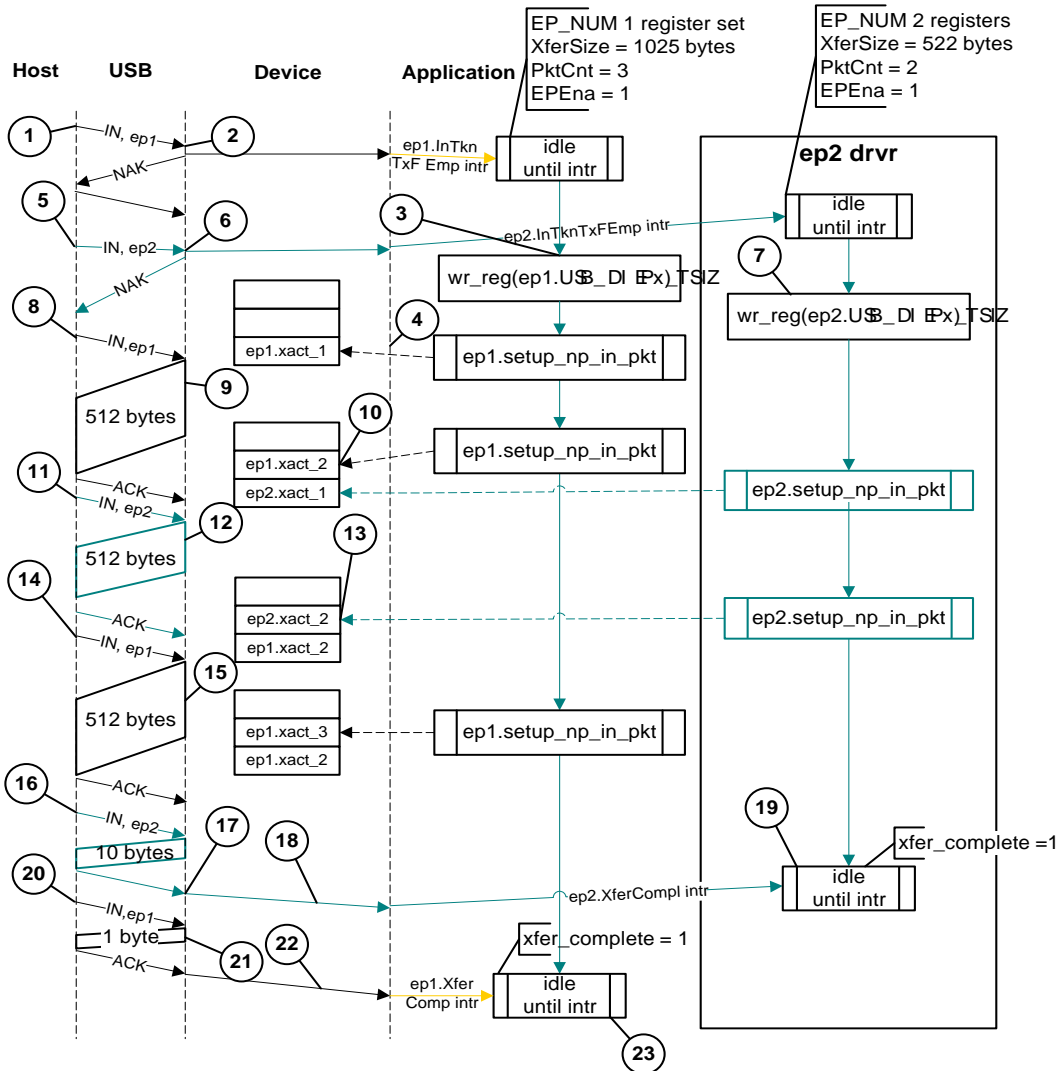 EP_NUM 1 register set
XferSize = 1025 bytes
PktCnt = 3
EPEna = 1
EP_NUM 2 registers
XferSize = 522 bytes
PktCnt = 2
EPEna = 1
Host
USB
Device
Application
1
IN, ep1
2
ep1.InTkn
TxF Emp intr
idle
until intr
ep2 drvr
NAK
idle
until intr
5
6
3
IN, ep2
ep2.InTknTxFEmp intr
7
NAK
wr_reg(ep1.USB_DIEPx)_TSIZ
wr_reg(ep2.USB_DIEPx)_TSIZ
8
4
IN,ep1
ep1.xact_1
ep1.setup_np_in_pkt
9
512 bytes
10
ep1.setup_np_in_pkt
11
ep1.xact_2
ACK
ep2.xact_1
ep2.setup_np_in_pkt
IN, ep2
12
13
512 bytes
14
ACK
ep2.xact_2
ep2.setup_np_in_pkt
IN, ep1
ep1.xact_2
15
512 bytes
ep1.xact_3
ep1.setup_np_in_pkt
ep1.xact_2
16
ACK
IN, ep2
17
18
19
xfer_complete =1
10 bytes
20
idle
until intr
ep2.XferCompl intr
IN,ep1
1 byte
21
22
xfer_complete = 1
ACK
ep1.Xfer
Comp intr
idle
until intr
23